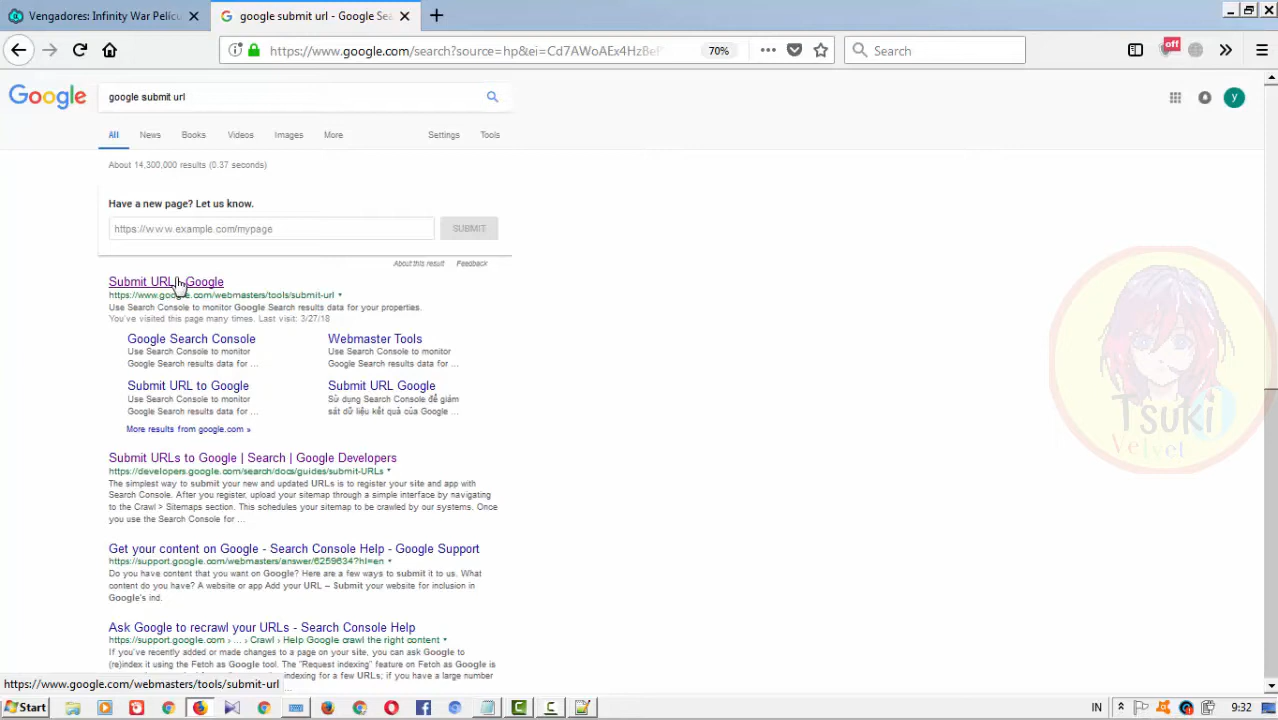 Vengadores: Infinity War Pelícu
google submit url - Google Sea
https://www.google.com/search?source=hp&ei=Cd7AWoAEx4HzBeP
70%
Search
off
Google
google submit url
y
All News Books Videos Images More Settings Tools
About 14,300,000 results (0.37 seconds)
Have a new page? Let us know.
https://www.example.com/mypage
SUBMIT
About this result Feedback
Submit URL Google
https://www.google.com/webmasters/tools/submit-url
Use Search Console to monitor Google Search results data for your properties.
You've visited this page many times. Last visit: 3/27/18
Google Search Console
Use Search Console to monitor
Google Search results data for ...
Webmaster Tools
Use Search Console to monitor
Google Search results data for ...
Submit URL to Google
Use Search Console to monitor
Google Search results data for ...
Submit URL Google
Sử dụng Search Console để giám
sát dữ liệu kết quả của Google ...
More results from google.com »
Submit URLs to Google | Search | Google Developers
https://developers.google.com/search/docs/guides/submit-URLs
The simplest way to submit your new and updated URLs is to register your site and app with
Search Console. After you register, upload your sitemap through a simple interface by navigating
to the Crawl > Sitemaps section. This schedules your sitemap to be crawled by our systems. Once
you use the Search Console for ...
Get your content on Google - Search Console Help - Google Support
https://support.google.com/webmasters/answer/6259634?hl=en
Do you have content that you want on Google? Here are a few ways to submit it to us. What
content do you have? A website or app Add your URL – Submit your website for inclusion in
Google's ind.
Ask Google to recrawl your URLs - Search Console Help
https://support.google.com › ... › Crawl › Help Google crawl the right content
If you've recently added or made changes to a page on your site, you can ask Google to
(re)index it using the Fetch as Google tool. The "Request indexing" feature on Fetch as Google is
indexing for a few URLs; if you have a large number
...
https://www.google.com/webmasters/tools/submit-url
Tsuki
Velvet
Start
IN
9:32